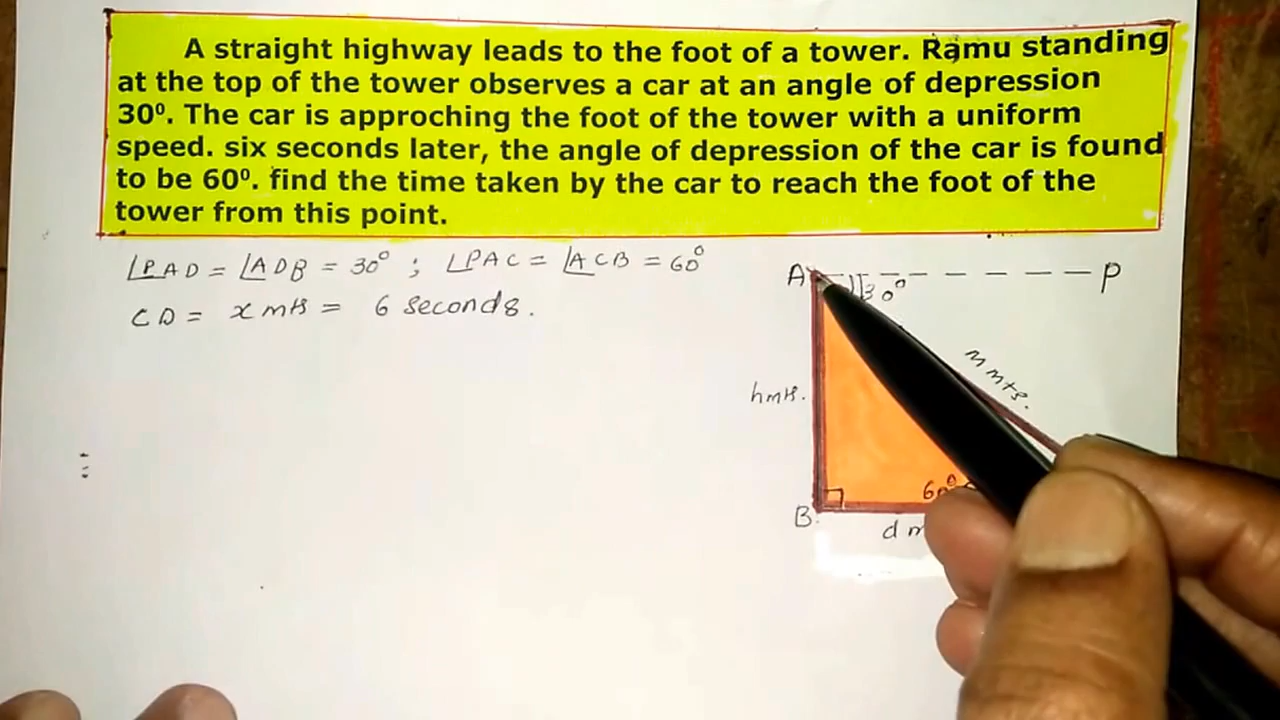 A straight highway leads to the foot of a tower. Ramu standing
at the top of the tower observes a car at an angle of depression
30⁰. The car is approching the foot of the tower with a uniform
speed. six seconds later, the angle of depression of the car is found
to be 60⁰. find the time taken by the car to reach the foot of the
tower from this point.
∠PAD = ∠ADB = 30° ; ∠PAC = ∠ACB = 60°
CD = x mts = 6 seconds.
A
P
30°
m mts.
h mts.
60°
B
d m